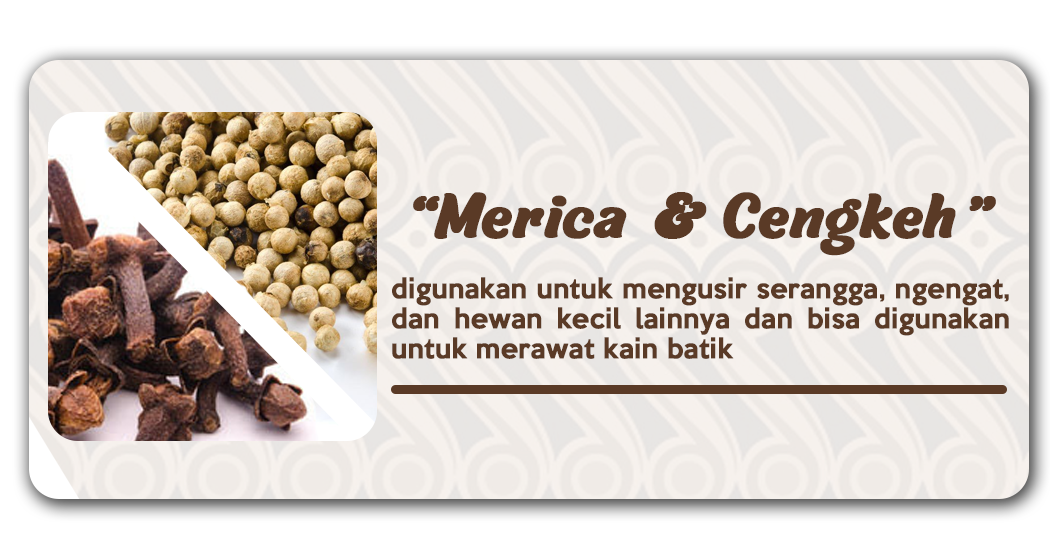 “Merica & Cengkeh”
digunakan untuk mengusir serangga, ngengat,
dan hewan kecil lainnya dan bisa digunakan
untuk merawat kain batik